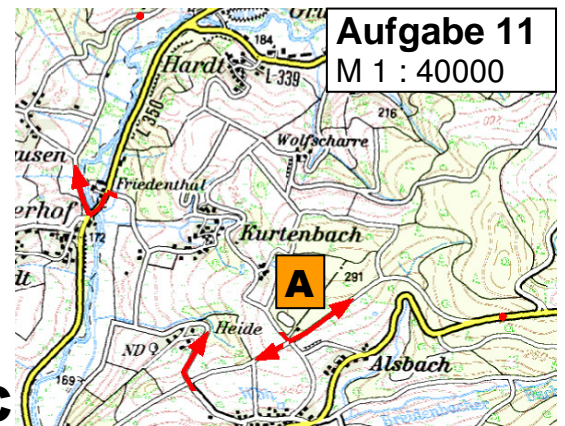 Aufgabe 11
M 1 : 40000
184
Hardt
L-339
L 350
216
Wolfscharre
usen
Friedenthal
erhof
172
Kurtenbach
dt
A
291
Heide
ND
Alsbach
169
C